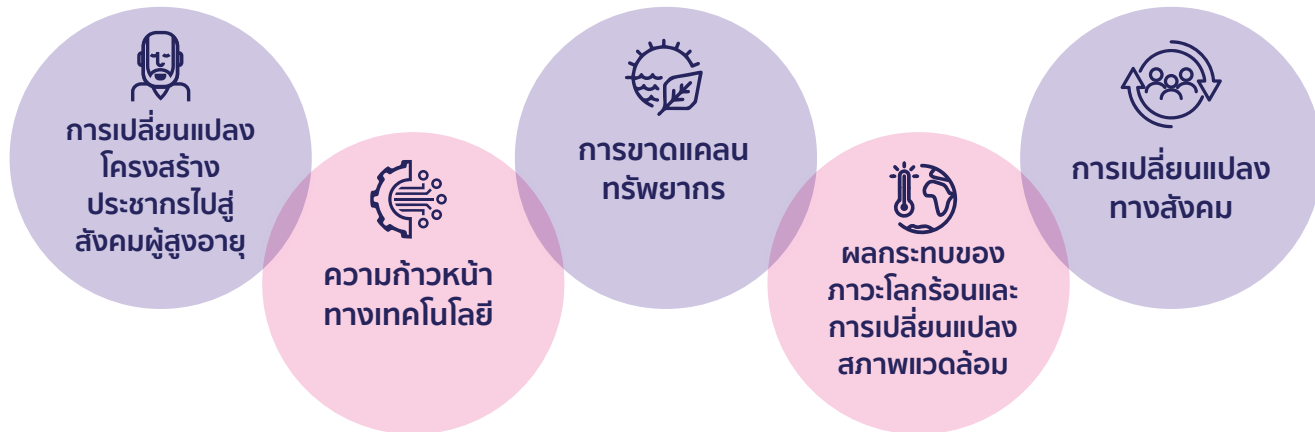 การเปลี่ยนแปลง
โครงสร้าง
ประชากรไปสู่
สังคมผู้สูงอายุ
ความก้าวหน้า
ทางเทคโนโลยี
การขาดแคลน
ทรัพยากร
ผลกระทบของ
ภาวะโลกร้อนและ
การเปลี่ยนแปลง
สภาพแวดล้อม
การเปลี่ยนแปลง
ทางสังคม